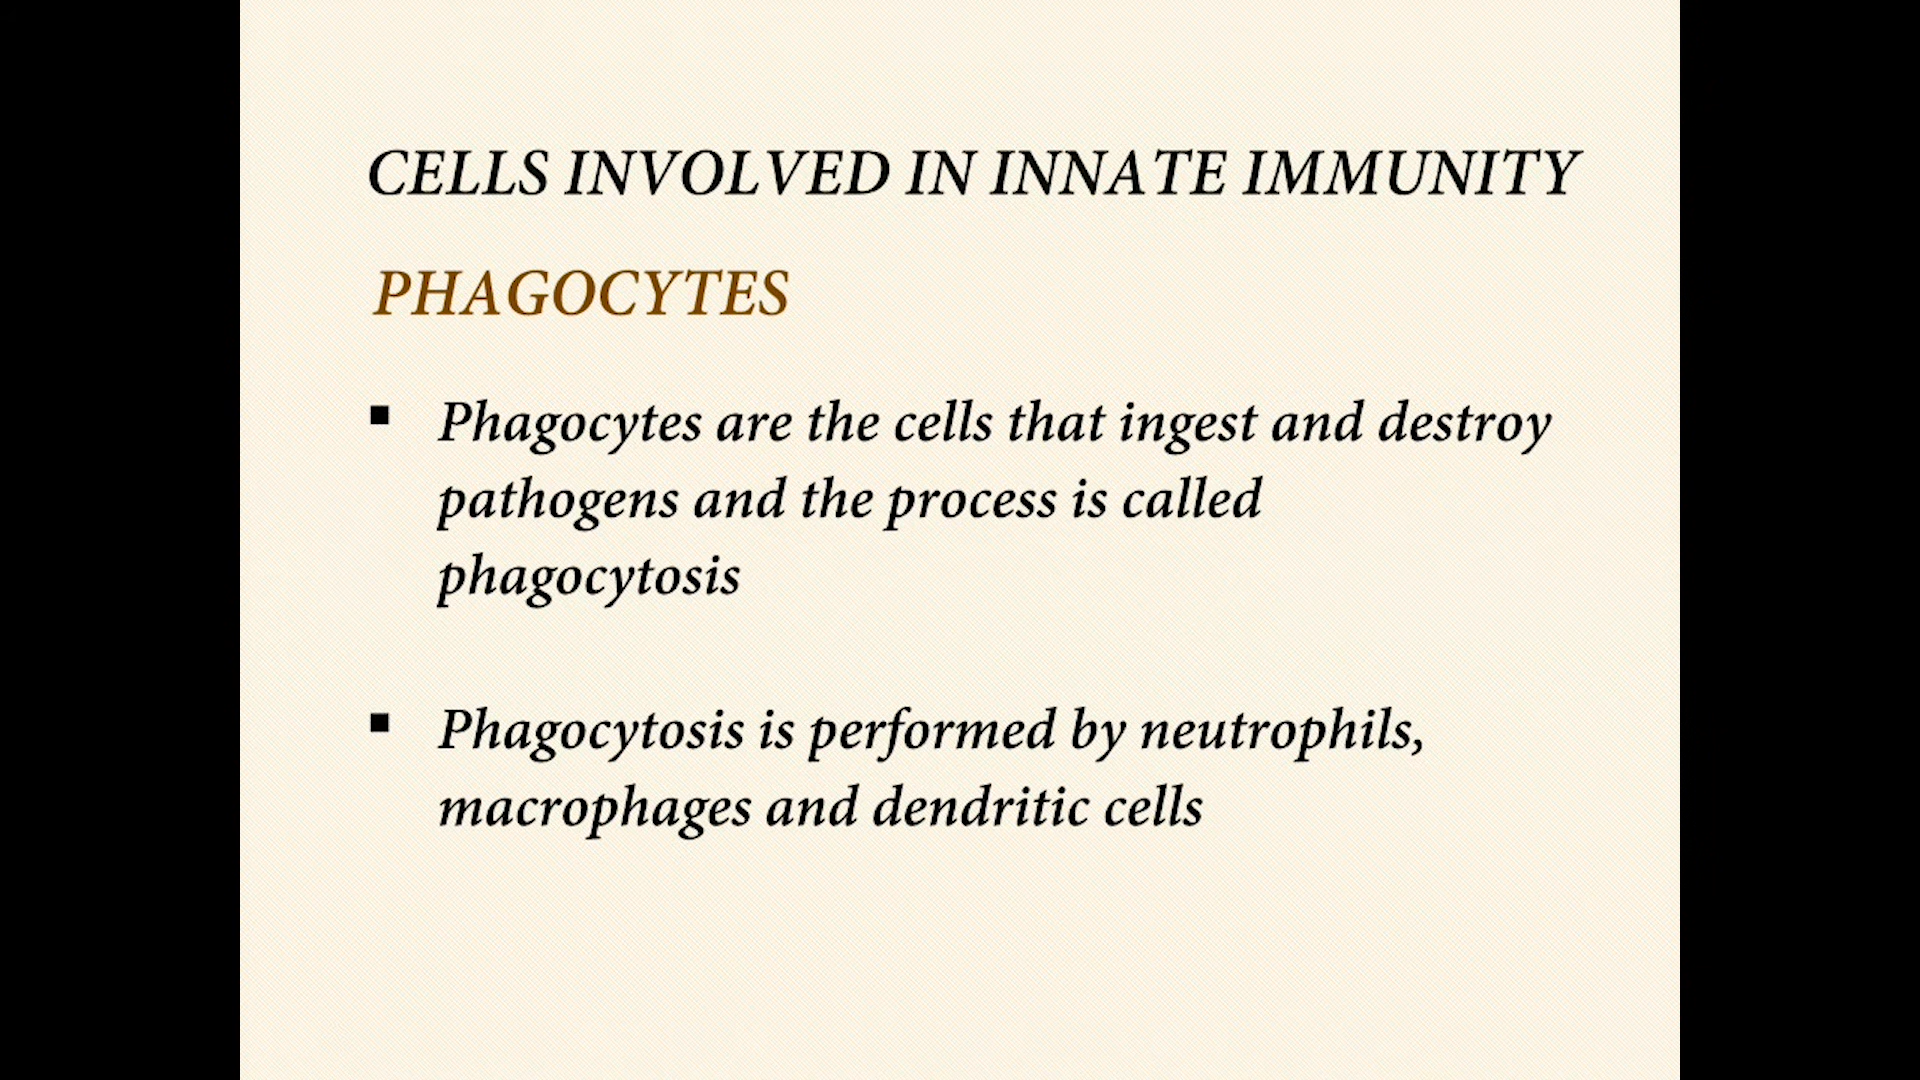 CELLS INVOLVED IN INNATE IMMUNITY
PHAGOCYTES
▪ Phagocytes are the cells that ingest and destroy
pathogens and the process is called
phagocytosis
▪ Phagocytosis is performed by neutrophils,
macrophages and dendritic cells